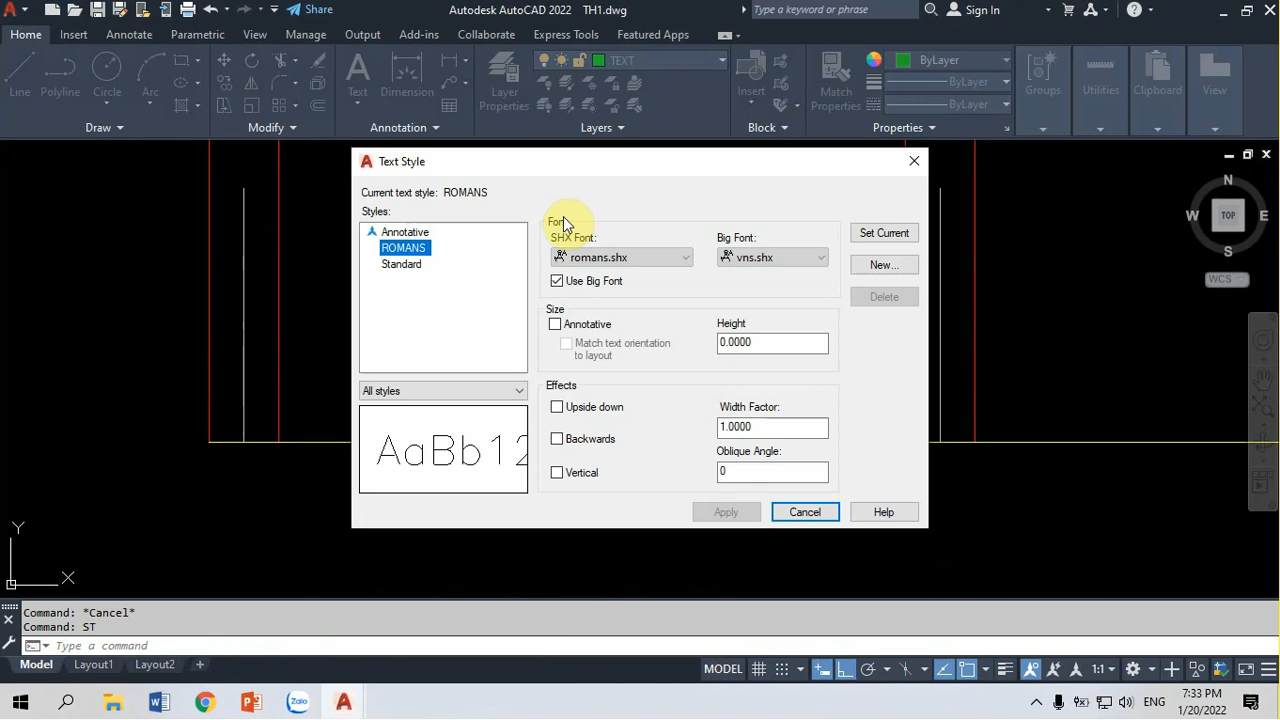 Share
Autodesk AutoCAD 2022 TH1.dwg
Type a keyword or phrase
Sign In
Home Insert Annotate Parametric View Manage Output Add-ins Collaborate Express Tools Featured Apps
Line
Polyline
Circle
Arc
Text
Dimension
Layer Properties
TEXT
Insert
Match Properties
ByLayer
ByLayer
ByLayer
Groups
Utilities
Clipboard
View
Draw
Modify
Annotation
Layers
Block
Properties
Text Style
Current text style: ROMANS
Styles:
Annotative
ROMANS
Standard
All styles
AaBb12
SHX Font:
romans.shx
Big Font:
vns.shx
Use Big Font
Size
Annotative
Match text orientation
to layout
Height
0.0000
Effects
Upside down
Backwards
Vertical
Width Factor:
1.0000
Oblique Angle:
0
Set Current
New...
Delete
Apply
Cancel
Help
N
W
TOP
E
S
WCS
Y
X
Command: *Cancel*
Command: ST
Type a command
Model Layout1 Layout2 +
MODEL
1:1
Zalo
ENG
7:33 PM
1/20/2022